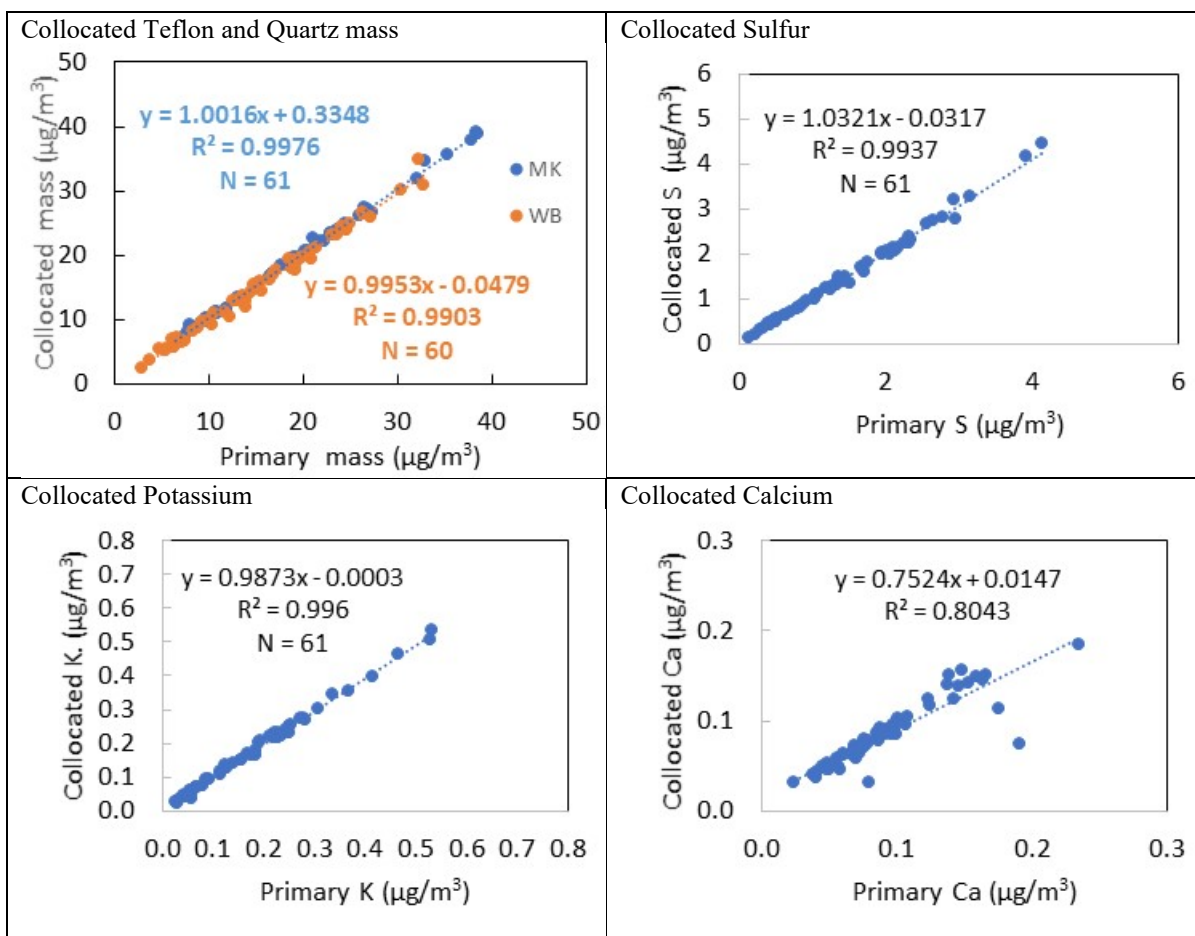 Collocated Teflon and Quartz mass
Collocated mass (µg/m³)
50
40
30
20
10
0
y = 1.0016x + 0.3348
R² = 0.9976
N = 61
MK
WB
y = 0.9953x - 0.0479
R² = 0.9903
N = 60
0 10 20 30 40 50
Primary mass (µg/m³)
Collocated Sulfur
Collocated S (µg/m³)
6
5
4
3
2
1
0
y = 1.0321x - 0.0317
R² = 0.9937
N = 61
0 2 4 6
Primary S (µg/m³)
Collocated Potassium
Collocated K. (µg/m³)
0.8
0.7
0.6
0.5
0.4
0.3
0.2
0.1
0.0
y = 0.9873x - 0.0003
R² = 0.996
N = 61
0.0 0.1 0.2 0.3 0.4 0.5 0.6 0.7 0.8
Primary K (µg/m³)
Collocated Calcium
Collocated Ca (µg/m³)
0.3
0.2
0.1
0.0
y = 0.7524x + 0.0147
R² = 0.8043
0.0 0.1 0.2 0.3
Primary Ca (µg/m³)